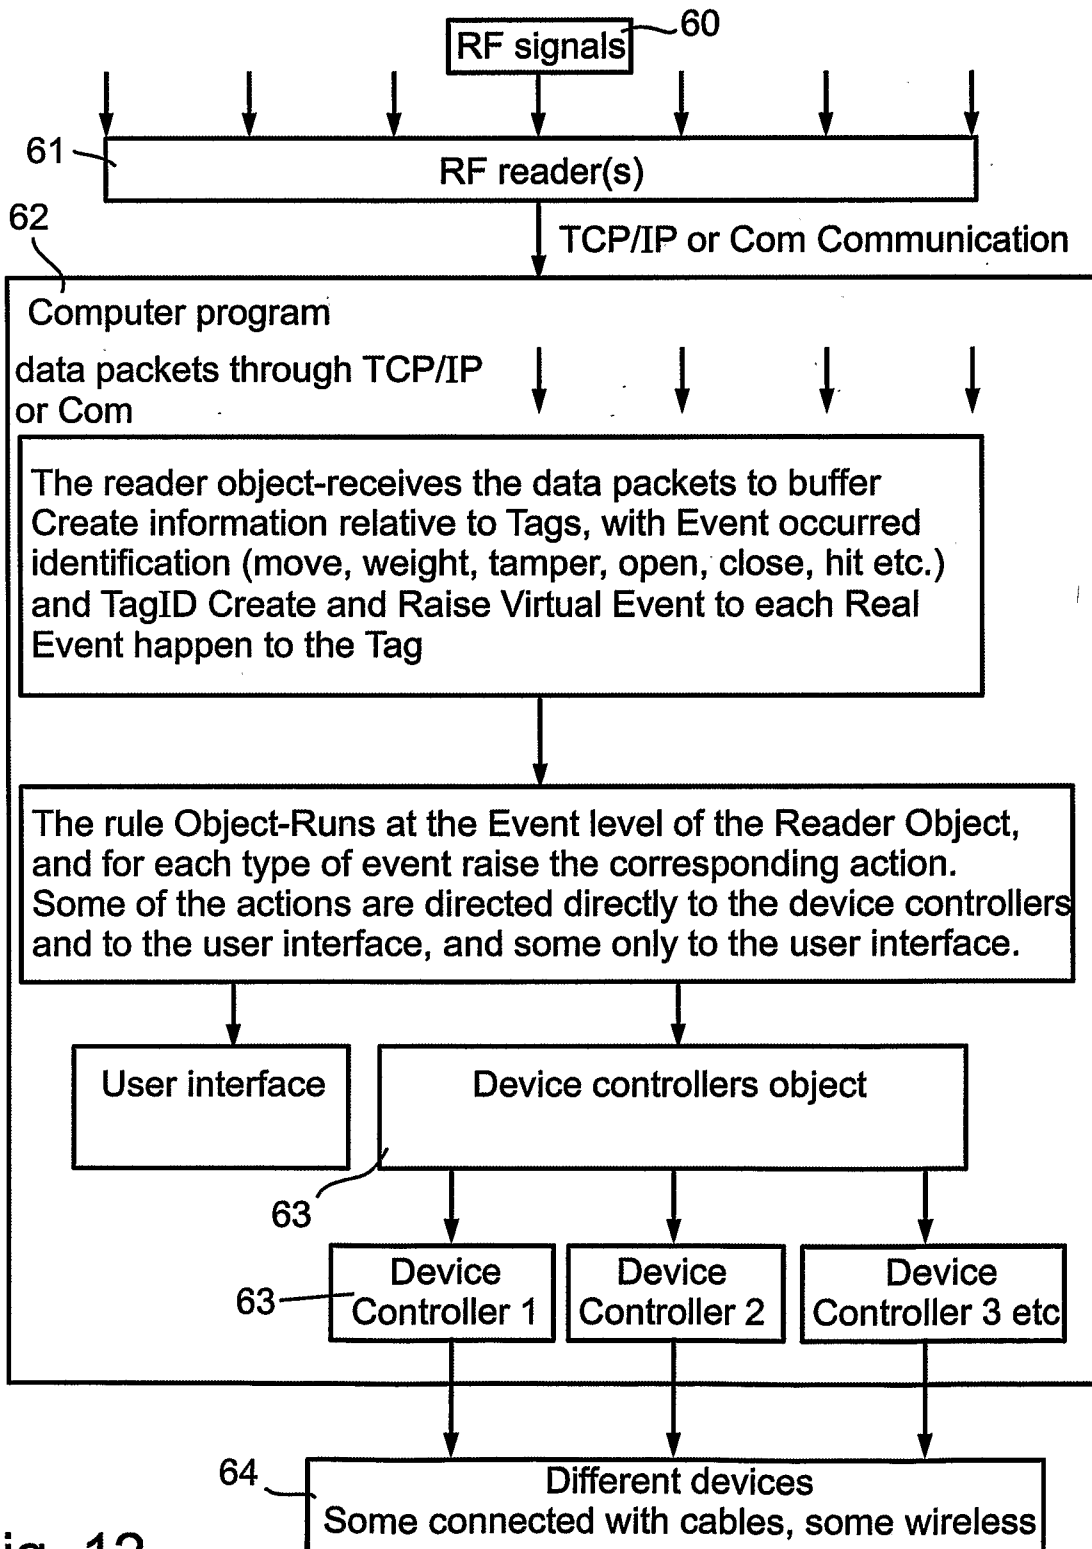 RF signals
60
61
RF reader(s)
62
TCP/IP or Com Communication
Computer program
data packets through TCP/IP
or Com
The reader object-receives the data packets to buffer
Create information relative to Tags, with Event occurred
identification (move, weight, tamper, open, close, hit etc.)
and TagID Create and Raise Virtual Event to each Real
Event happen to the Tag
The rule Object-Runs at the Event level of the Reader Object,
and for each type of event raise the corresponding action.
Some of the actions are directed directly to the device controllers
and to the user interface, and some only to the user interface.
User interface
Device controllers object
63
63
Device
Controller 1
Device
Controller 2
Device
Controller 3 etc
64
Different devices
Some connected with cables, some wireless